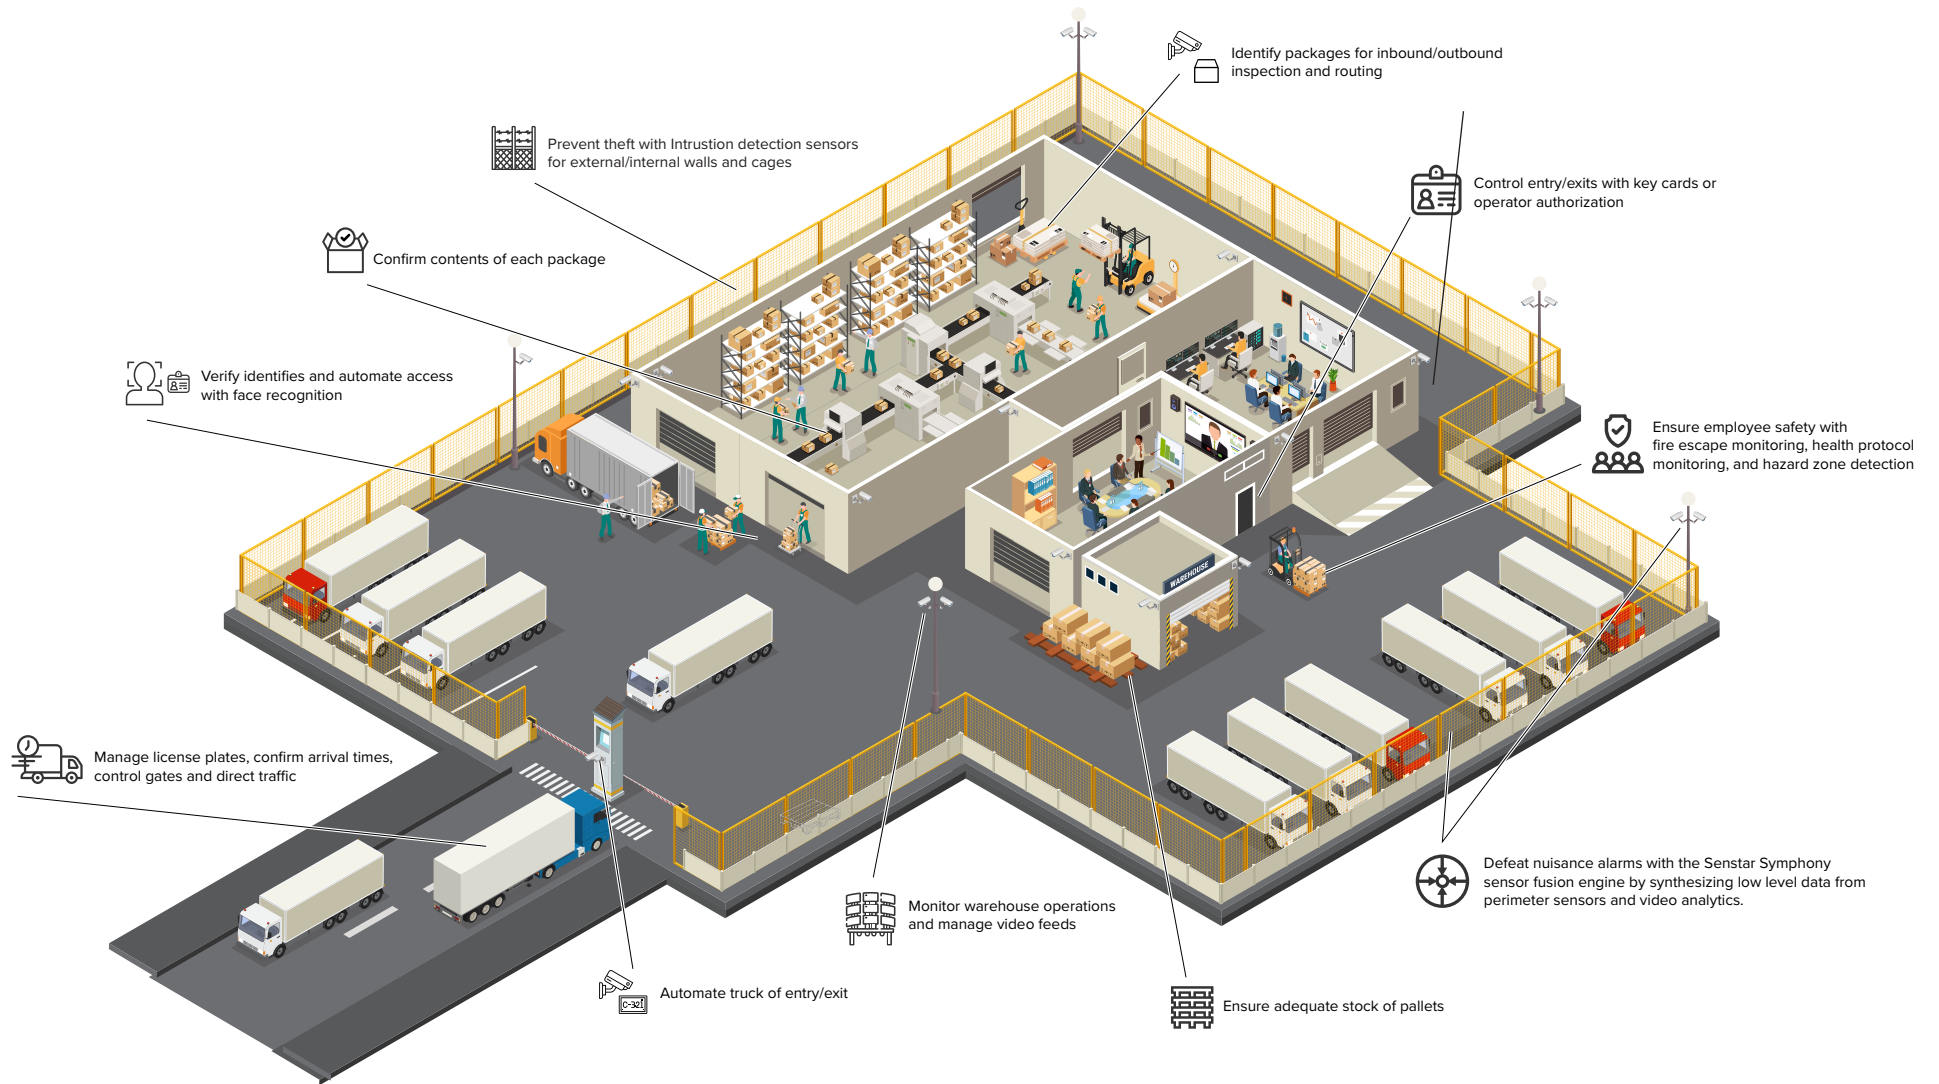 Identify packages for inbound/outbound
inspection and routing
Prevent theft with Intrustion detection sensors
for external/internal walls and cages
Control entry/exits with key cards or
operator authorization
Confirm contents of each package
Verify identifies and automate access
with face recognition
Ensure employee safety with
fire escape monitoring, health protocol
monitoring, and hazard zone detection
WAREHOUSE
Manage license plates, confirm arrival times,
control gates and direct traffic
Defeat nuisance alarms with the Senstar Symphony
sensor fusion engine by synthesizing low level data from
perimeter sensors and video analytics.
Monitor warehouse operations
and manage video feeds
Automate truck of entry/exit
Ensure adequate stock of pallets